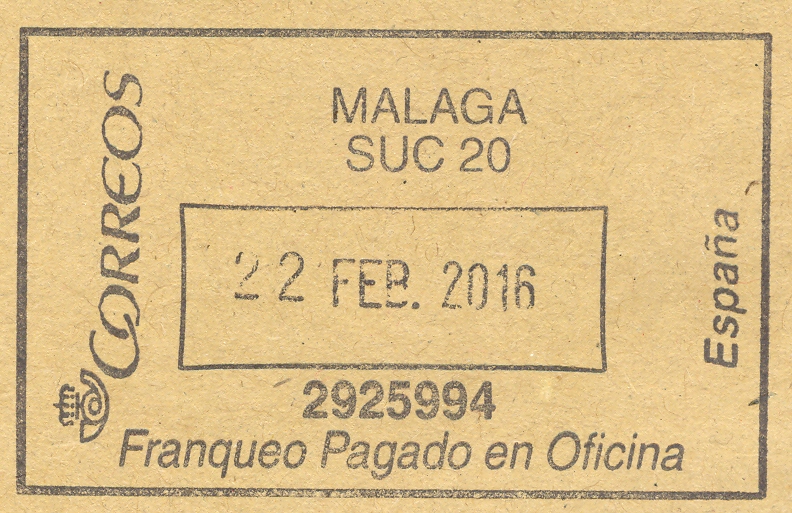 CORREOS
MALAGA
SUC 20
22 FEB. 2016
España
2925994
Franqueo Pagado en Oficina